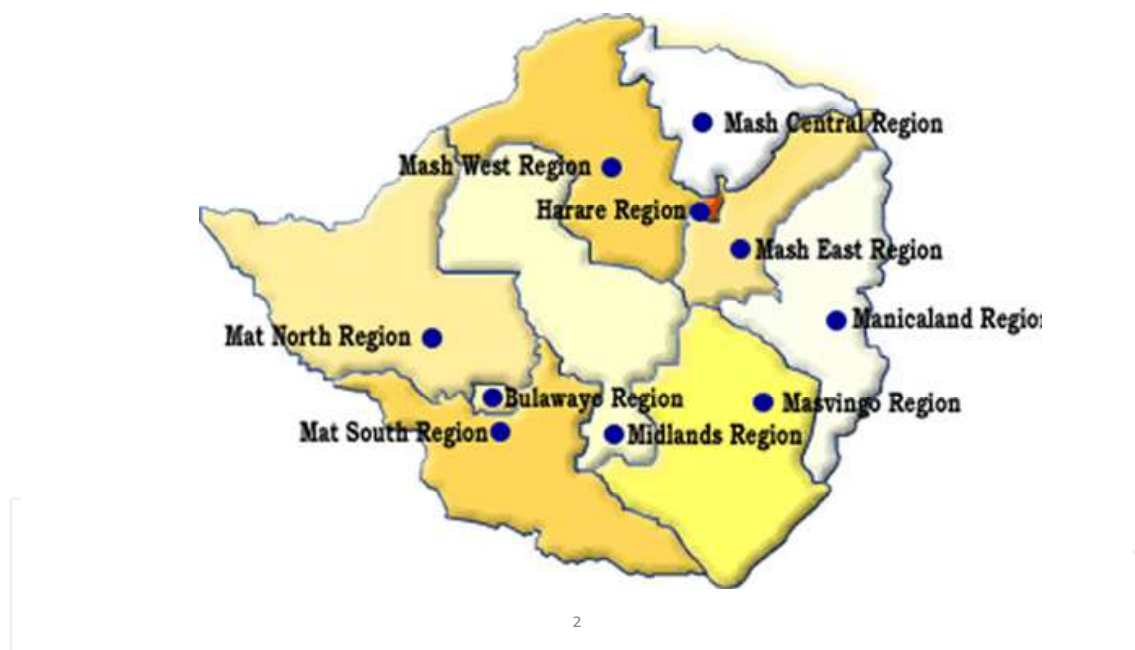 Mash Central Region
Mash West Region
Harare Region
Mash East Region
Manicaland Regio
Mat North Region
Bulawayo Region
Masvingo Region
Mat South Region
Midlands Region
2